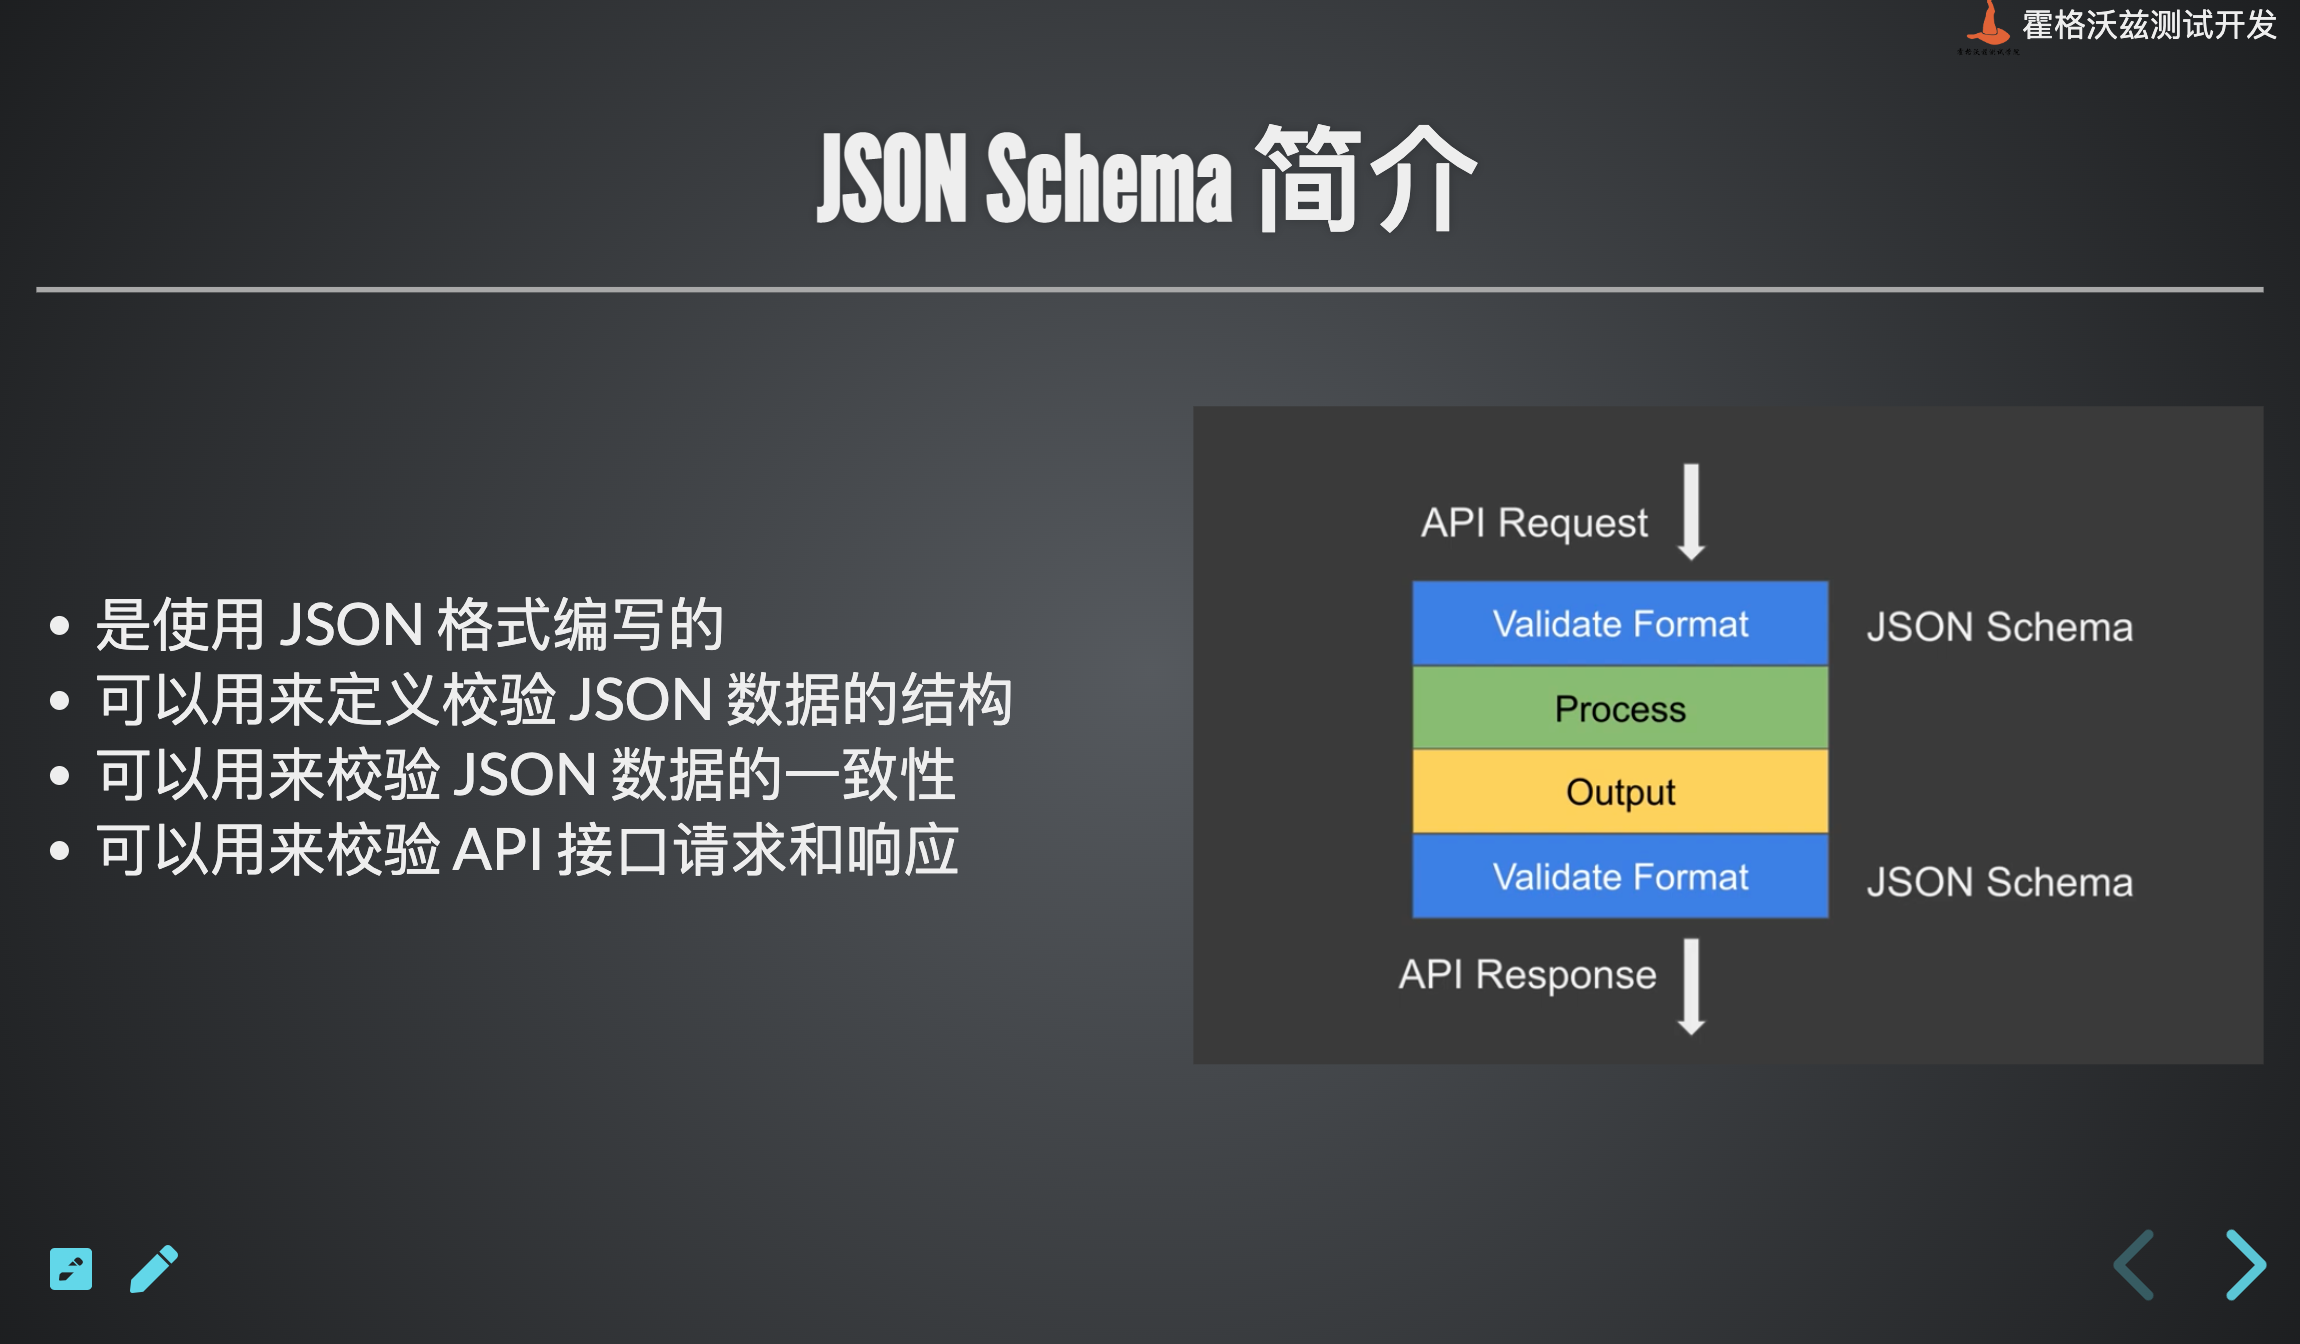 霍格沃兹测试开发
JSON Schema 简介
是使用 JSON 格式编写的
可以用来定义校验 JSON 数据的结构
可以用来校验 JSON 数据的一致性
可以用来校验 API 接口请求和响应
API Request
Validate Format
JSON Schema
Process
Output
Validate Format
JSON Schema
API Response